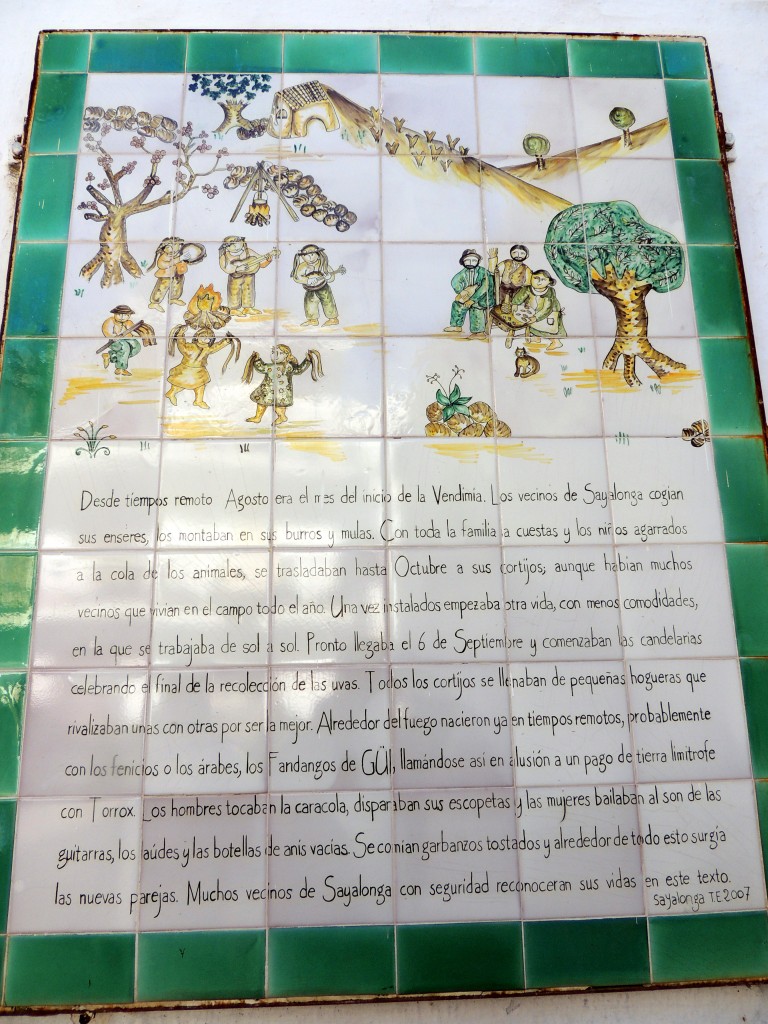 Desde tiempos remoto Agosto era el mes del inicio de la Vendimia. Los vecinos de Sayalonga cogian
sus enseres, los montaban en sus burros y mulas. Con toda la familia a cuestas y los niños agarrados
a la cola de los animales, se trasladaban hasta Octubre a sus cortijos; aunque habian muchos
vecinos que vivian en el campo todo el año. Una vez instalados empezaba otra vida, con menos comodidades,
en la que se trabajaba de sol a sol. Pronto llegaba el 6 de Septiembre y comenzaban las candelarias
celebrando el final de la recolección de las uvas. Todos los cortijos se llenaban de pequeñas hogueras que
rivalizaban unas con otras por ser la mejor. Alrededor del fuego nacieron ya en tiempos remotos, probablemente
con los fenicios o los árabes, los Fandangos de GÜI, llamándose así en alusión a un pago de tierra limítrofe
con Torrox. Los hombres tocaban la caracola, disparaban sus escopetas y las mujeres bailaban al son de las
guitarras, los laúdes y las botellas de anis vacias. Se comian garbanzos tostados y alrededor de todo esto surgía
las nuevas parejas. Muchos vecinos de Sayalonga con seguridad reconoceran sus vidas en este texto.
Sayalonga T.E 2007